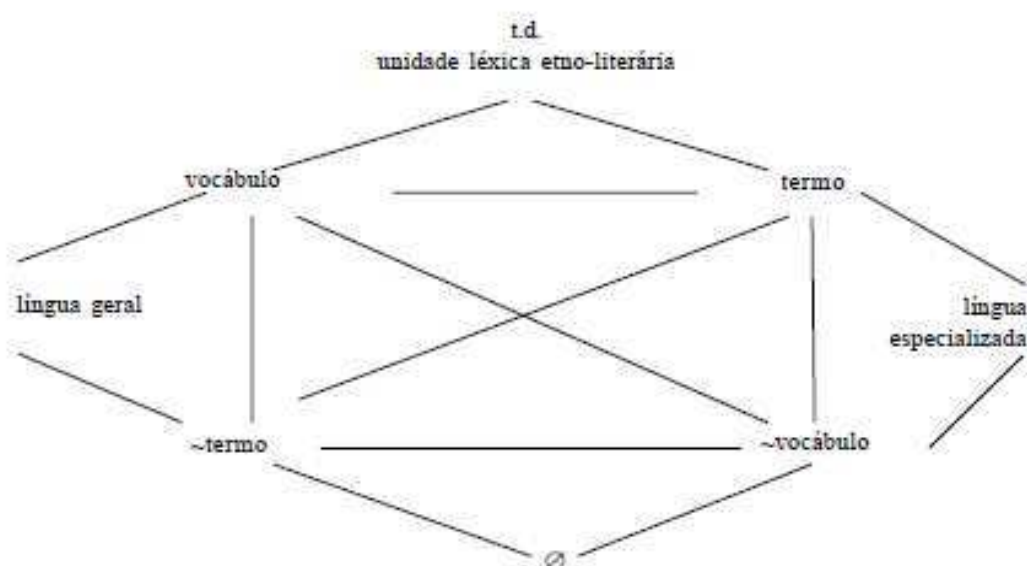 t.d.
unidade léxica etno-literária
vocábulo
termo
língua geral
língua
especializada
~termo
~vocábulo
∅